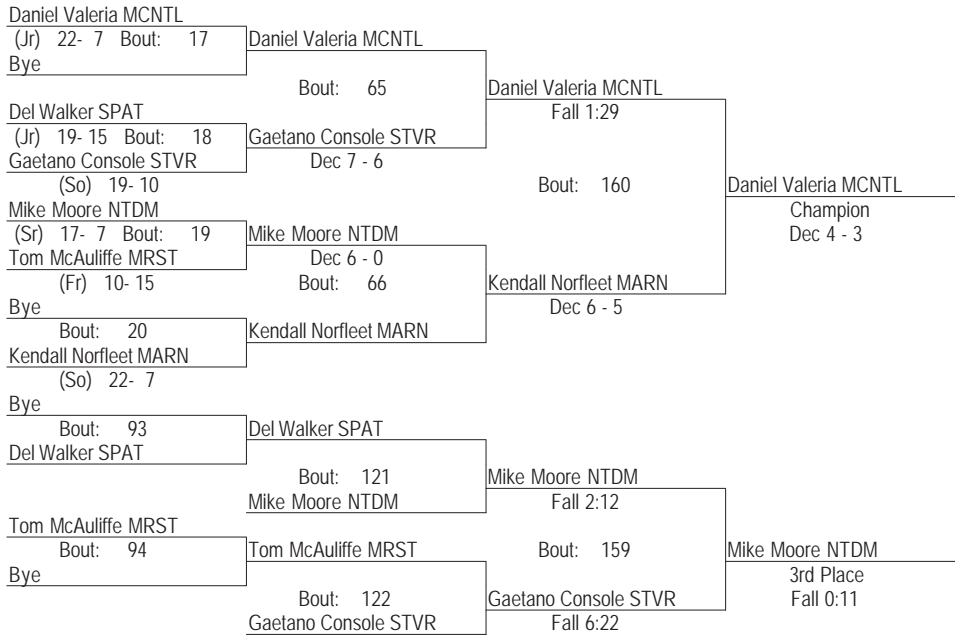 Daniel Valeria MCNTL
(Jr) 22- 7 Bout: 17
Bye
Daniel Valeria MCNTL
Bout: 65
Del Walker SPAT
(Jr) 19- 15 Bout: 18
Gaetano Console STVR
(So) 19- 10
Gaetano Console STVR
Dec 7 - 6
Daniel Valeria MCNTL
Fall 1:29
Bout: 160
Mike Moore NTDM
(Sr) 17- 7 Bout: 19
Tom McAuliffe MRST
(Fr) 10- 15
Mike Moore NTDM
Dec 6 - 0
Bout: 66
Bye
Bout: 20
Kendall Norfleet MARN
(So) 22- 7
Kendall Norfleet MARN
Kendall Norfleet MARN
Dec 6 - 5
Daniel Valeria MCNTL
Champion
Dec 4 - 3
Bye
Bout: 93
Del Walker SPAT
Del Walker SPAT
Bout: 121
Mike Moore NTDM
Mike Moore NTDM
Fall 2:12
Bout: 159
Tom McAuliffe MRST
Bout: 94
Bye
Tom McAuliffe MRST
Bout: 122
Gaetano Console STVR
Gaetano Console STVR
Fall 6:22
Mike Moore NTDM
3rd Place
Fall 0:11